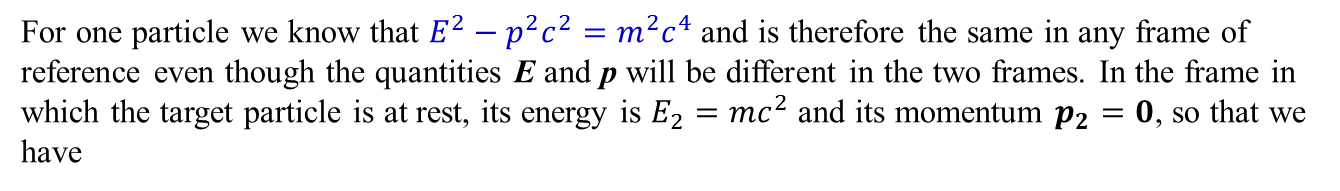 For one particle we know that E² − p²c² = m²c⁴ and is therefore the same in any frame of
reference even though the quantities E and p will be different in the two frames. In the frame in
which the target particle is at rest, its energy is E₂ = mc² and its momentum p₂ = 0, so that we
have